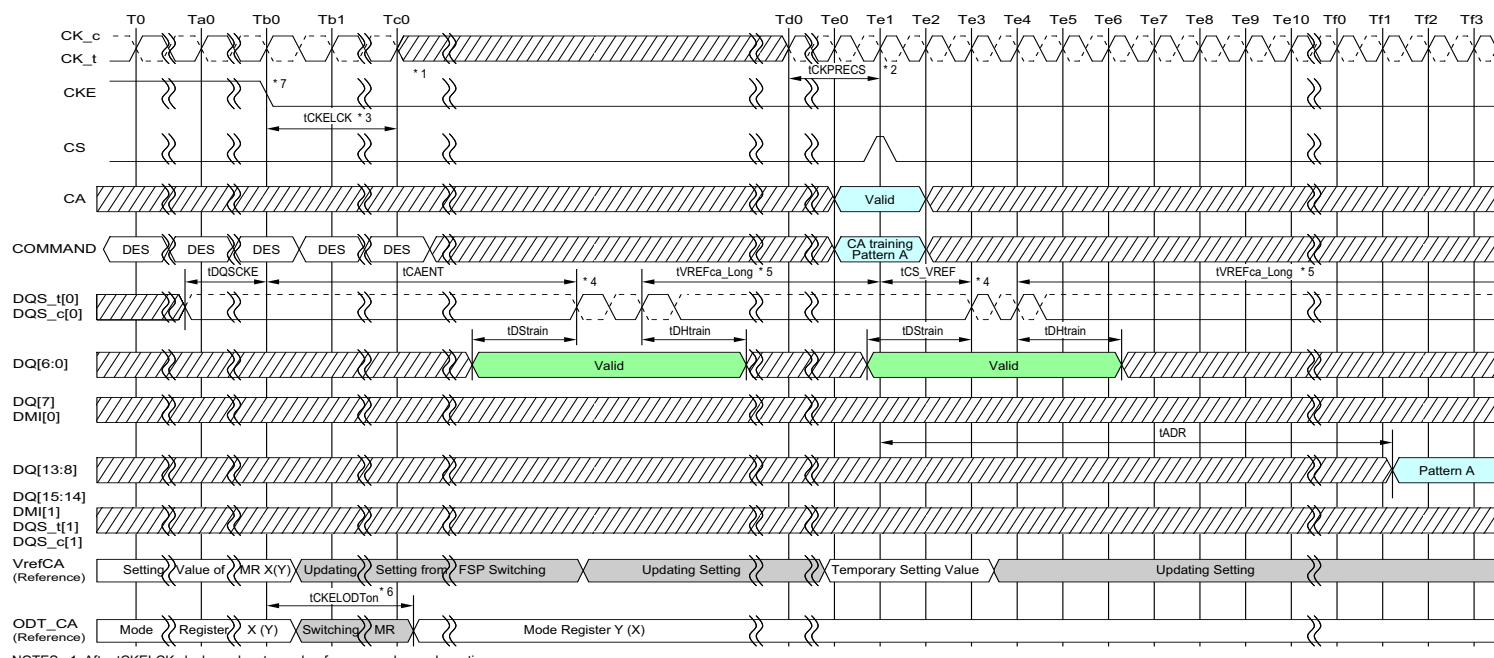 T0 Ta0 Tb0 Tb1 Tc0 Td0 Te0 Te1 Te2 Te3 Te4 Te5 Te6 Te7 Te8 Te9 Te10 Tf0 Tf1 Tf2 Tf3
CK_c
CK_t
* 1
tCKPRECS * 2
CKE
* 7
tCKELCK * 3
CS
CA
Valid
COMMAND
DES DES DES DES DES
CA training
Pattern A
tDQSCKE tCAENT * 4 tVREFca_Long * 5 tCS_VREF * 4 tVREFca_Long * 5
DQS_t[0]
DQS_c[0]
tDStrain tDHtrain tDStrain tDHtrain
DQ[6:0]
Valid Valid
DQ[7]
DMI[0]
tADR
DQ[13:8]
Pattern A
DQ[15:14]
DMI[1]
DQS_t[1]
DQS_c[1]
VrefCA
(Reference)
Setting Value of MR X(Y) Updating Setting from FSP Switching Updating Setting Temporary Setting Value Updating Setting
tCKELODTon * 6
ODT_CA
(Reference)
Mode Register X (Y) Switching MR Mode Register Y (X)